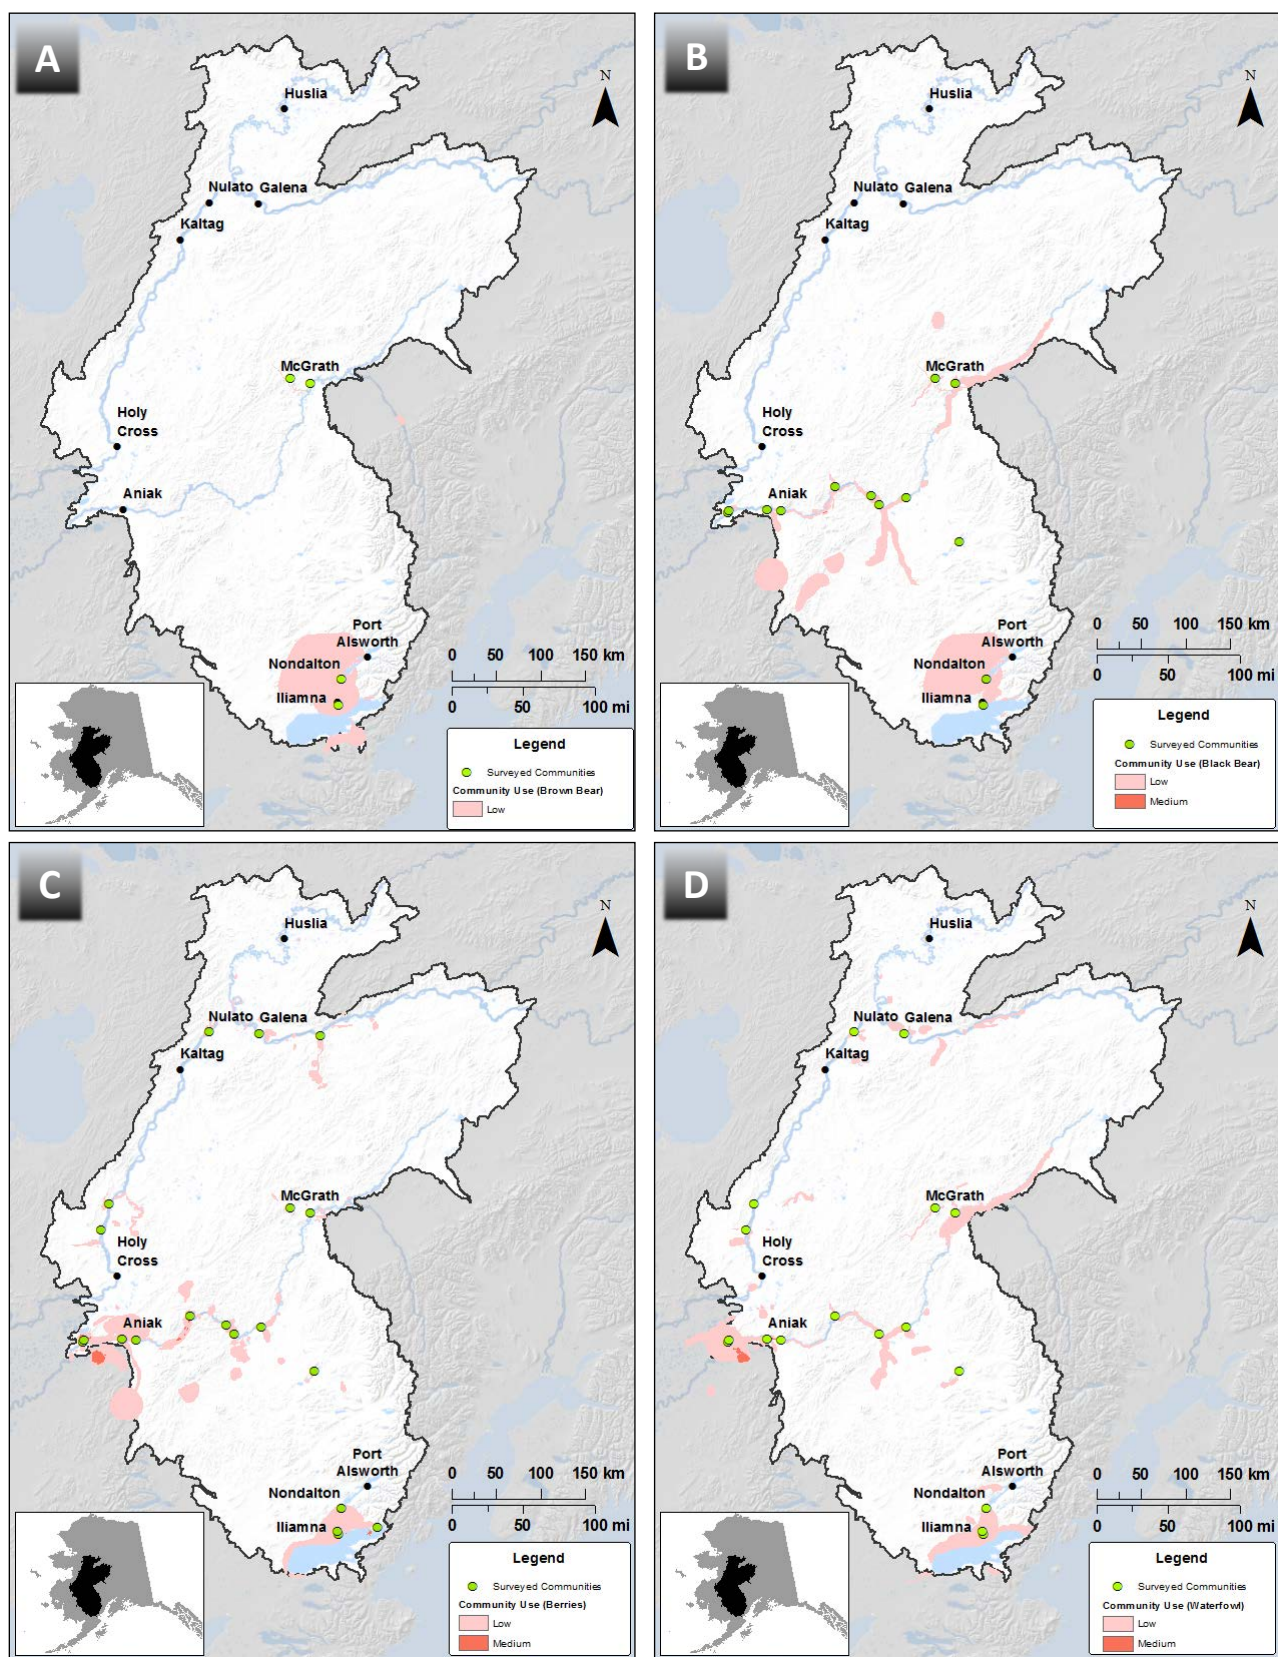 A
N
Huslia
Nulato Galena
Kaltag
McGrath
Holy
Cross
Aniak
Port
Alsworth
Nondalton
Iliamna
0 50 100 150 km
0 50 100 mi
Legend
Surveyed Communities
Community Use (Brown Bear)
Low
B
N
Huslia
Nulato Galena
Kaltag
McGrath
Holy
Cross
Aniak
Port
Alsworth
Nondalton
Iliamna
0 50 100 150 km
0 50 100 mi
Legend
Surveyed Communities
Community Use (Black Bear)
Low
Medium
C
N
Huslia
Nulato Galena
Kaltag
McGrath
Holy
Cross
Aniak
Port
Alsworth
Nondalton
Iliamna
0 50 100 150 km
0 50 100 mi
Legend
Surveyed Communities
Community Use (Berries)
Low
Medium
D
N
Huslia
Nulato Galena
Kaltag
McGrath
Holy
Cross
Aniak
Port
Alsworth
Nondalton
Iliamna
0 50 100 150 km
0 50 100 mi
Legend
Surveyed Communities
Community Use (Waterfowl)
Low
Medium